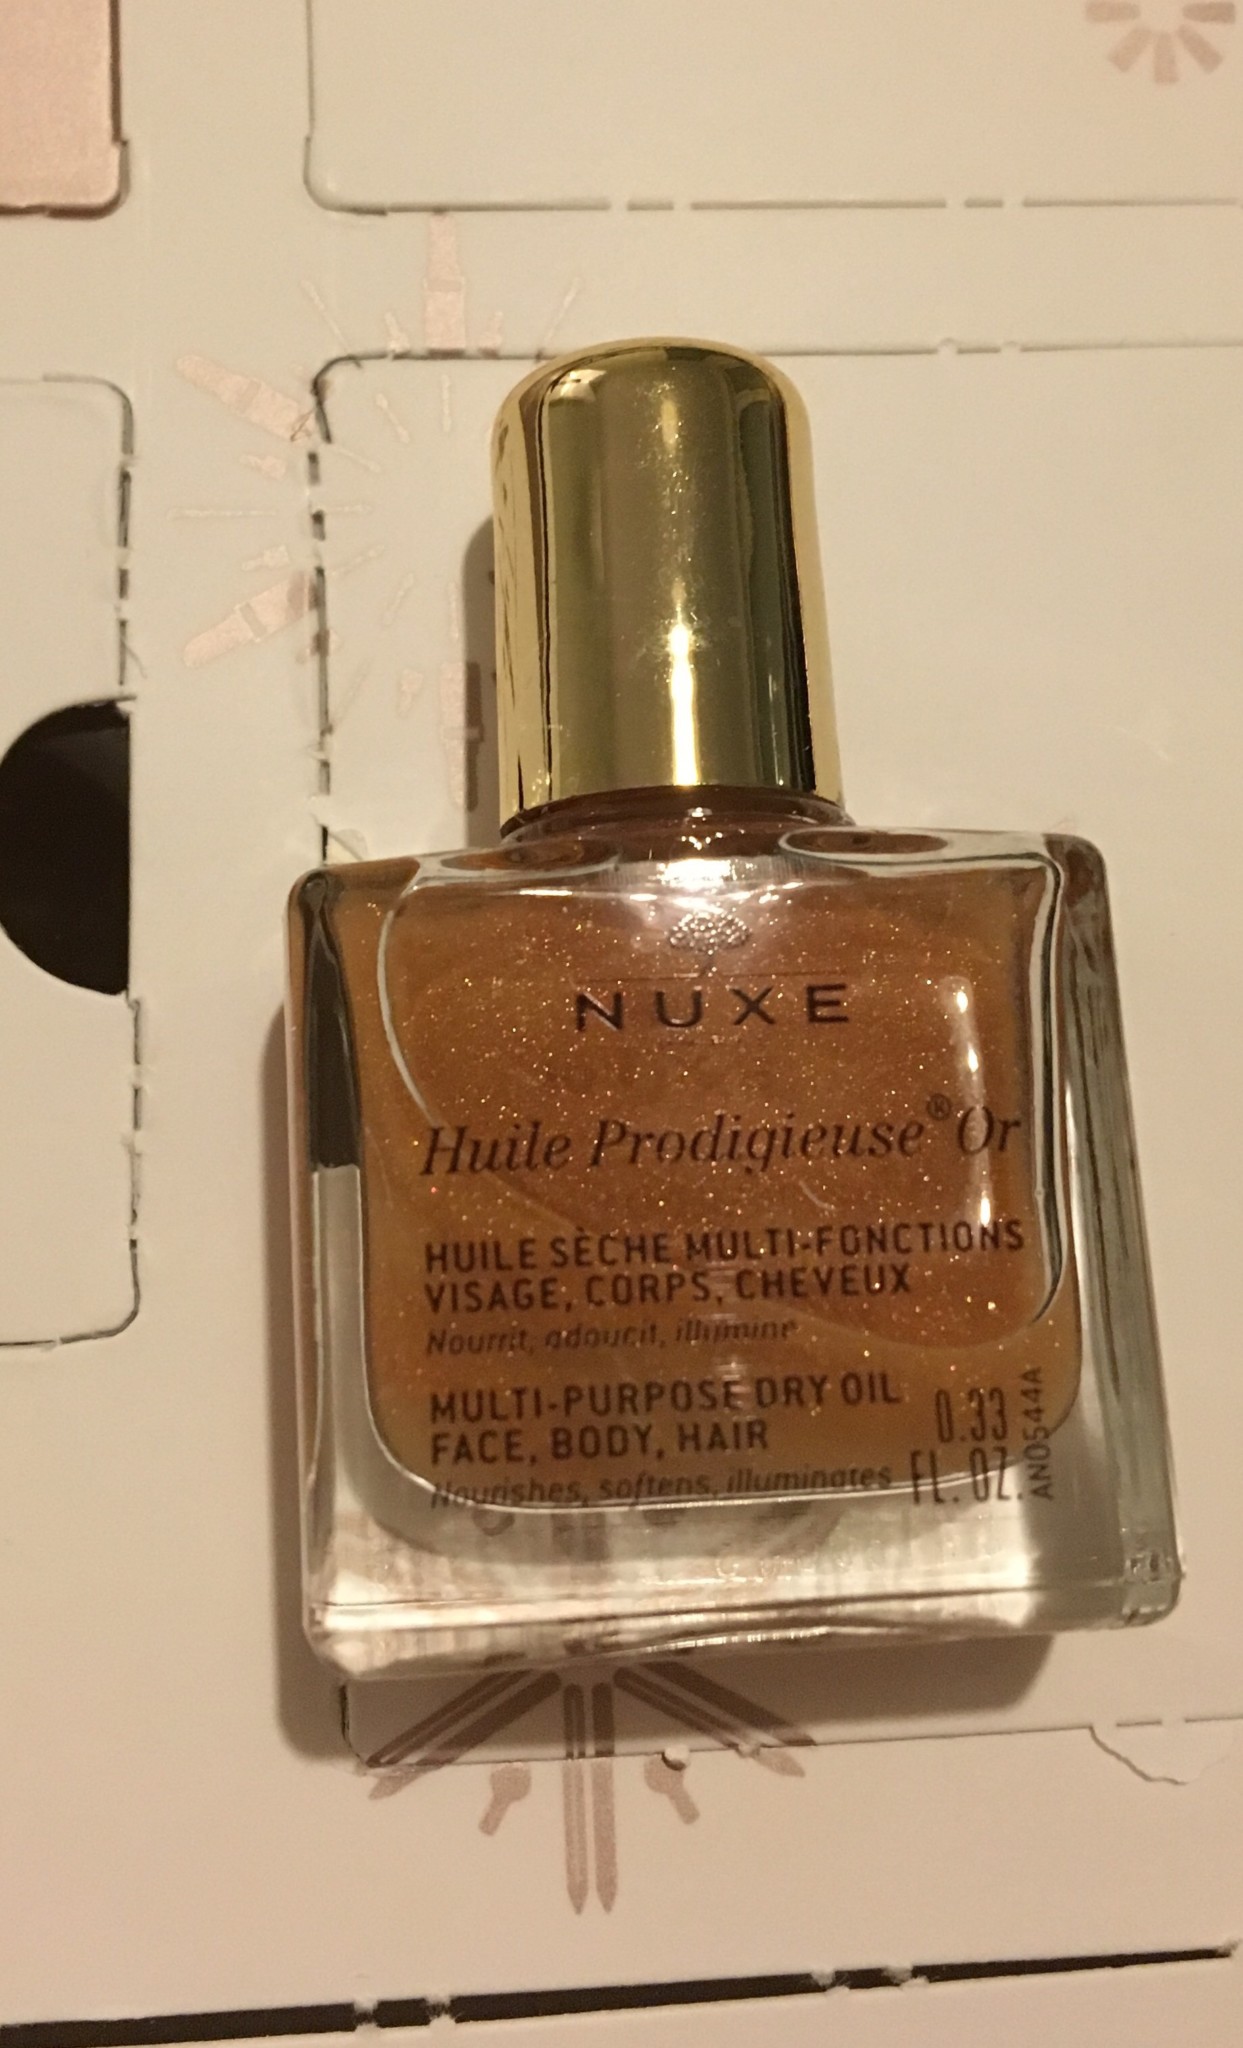 NUXE
Huile Prodigieuse® Or
HUILE SÈCHE MULTI-FONCTIONS
VISAGE, CORPS, CHEVEUX
Nourrit, adoucit, illumine
MULTI-PURPOSE DRY OIL
FACE, BODY, HAIR
Nourishes, softens, illuminates
0.33
FL. OZ.
AN0544A